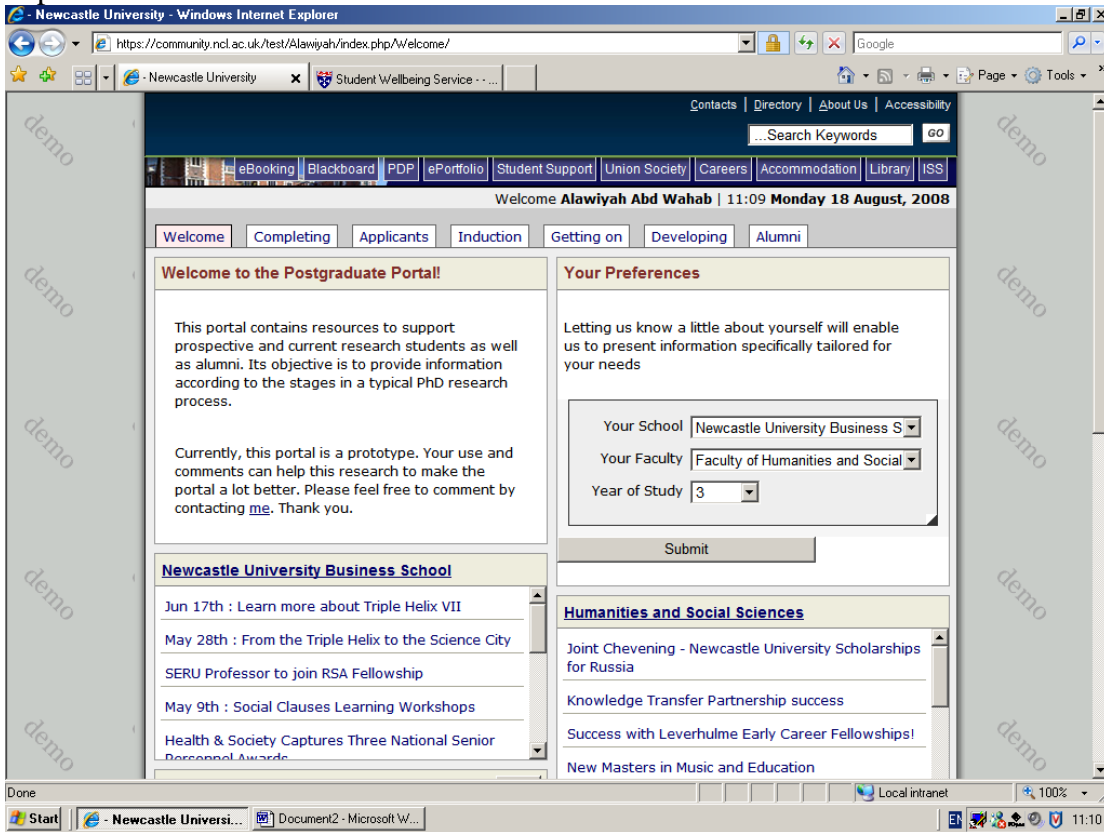 - Newcastle University - Windows Internet Explorer
https://community.ncl.ac.uk/test/Alawiyah/index.php/Welcome/
Google
- Newcastle University
Student Wellbeing Service - - ...
Page
Tools
Contacts | Directory | About Us | Accessibility
...Search Keywords GO
eBooking Blackboard PDP ePortfolio Student Support Union Society Careers Accommodation Library ISS
Welcome Alawiyah Abd Wahab | 11:09 Monday 18 August, 2008
Welcome Completing Applicants Induction Getting on Developing Alumni
Welcome to the Postgraduate Portal!
This portal contains resources to support
prospective and current research students as well
as alumni. Its objective is to provide information
according to the stages in a typical PhD research
process.
Currently, this portal is a prototype. Your use and
comments can help this research to make the
portal a lot better. Please feel free to comment by
contacting me. Thank you.
Newcastle University Business School
Jun 17th : Learn more about Triple Helix VII
May 28th : From the Triple Helix to the Science City
SERU Professor to join RSA Fellowship
May 9th : Social Clauses Learning Workshops
Health & Society Captures Three National Senior
Personnel Awards
Your Preferences
Letting us know a little about yourself will enable
us to present information specifically tailored for
your needs
Your School Newcastle University Business S
Your Faculty Faculty of Humanities and Social
Year of Study 3
Submit
Humanities and Social Sciences
Joint Chevening - Newcastle University Scholarships
for Russia
Knowledge Transfer Partnership success
Success with Leverhulme Early Career Fellowships!
New Masters in Music and Education
demo
demo
demo
demo
demo
demo
demo
demo
demo
demo
Done
Local intranet
100%
Start
- Newcastle Universi...
Document2 - Microsoft W...
EN
11:10